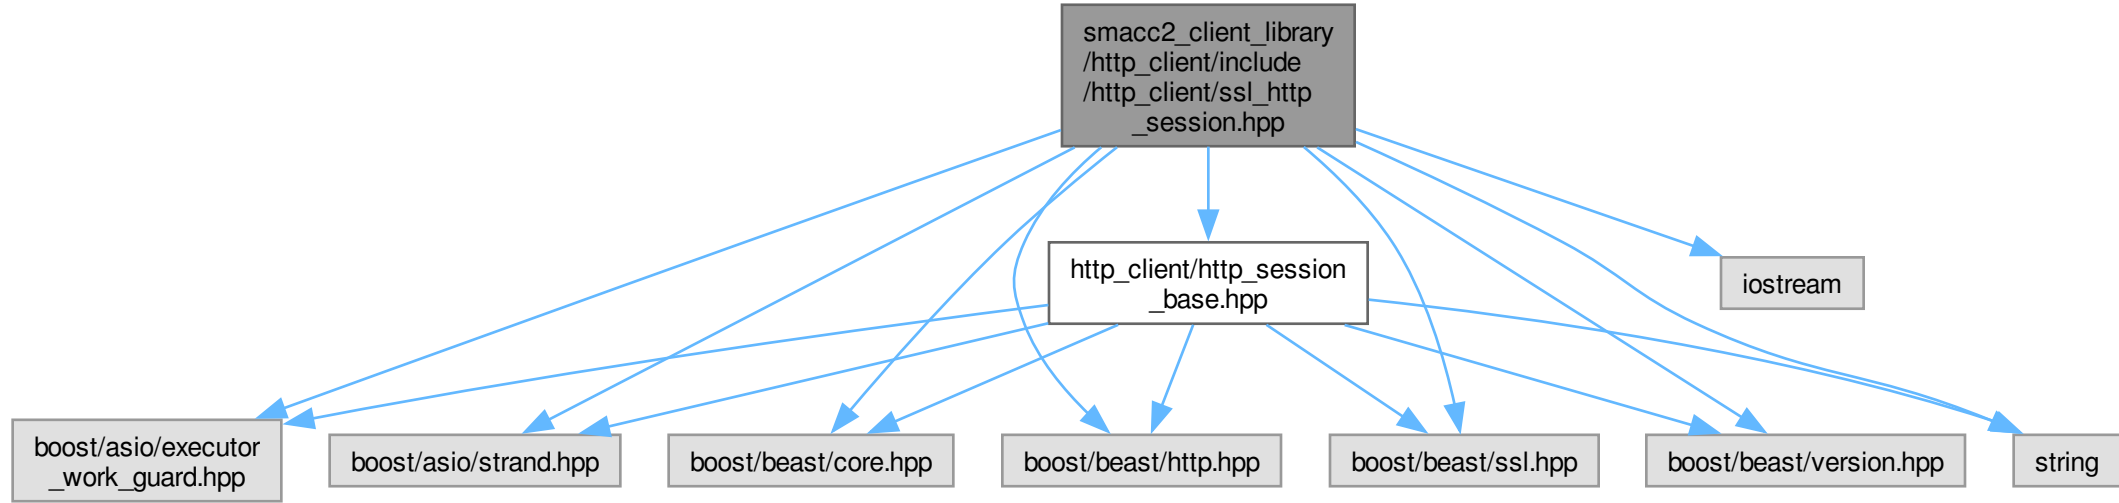 smacc2_client_library
/http_client/include
/http_client/ssl_http
_session.hpp
http_client/http_session
_base.hpp
iostream
boost/asio/executor
_work_guard.hpp
boost/asio/strand.hpp
boost/beast/core.hpp
boost/beast/http.hpp
boost/beast/ssl.hpp
boost/beast/version.hpp
string